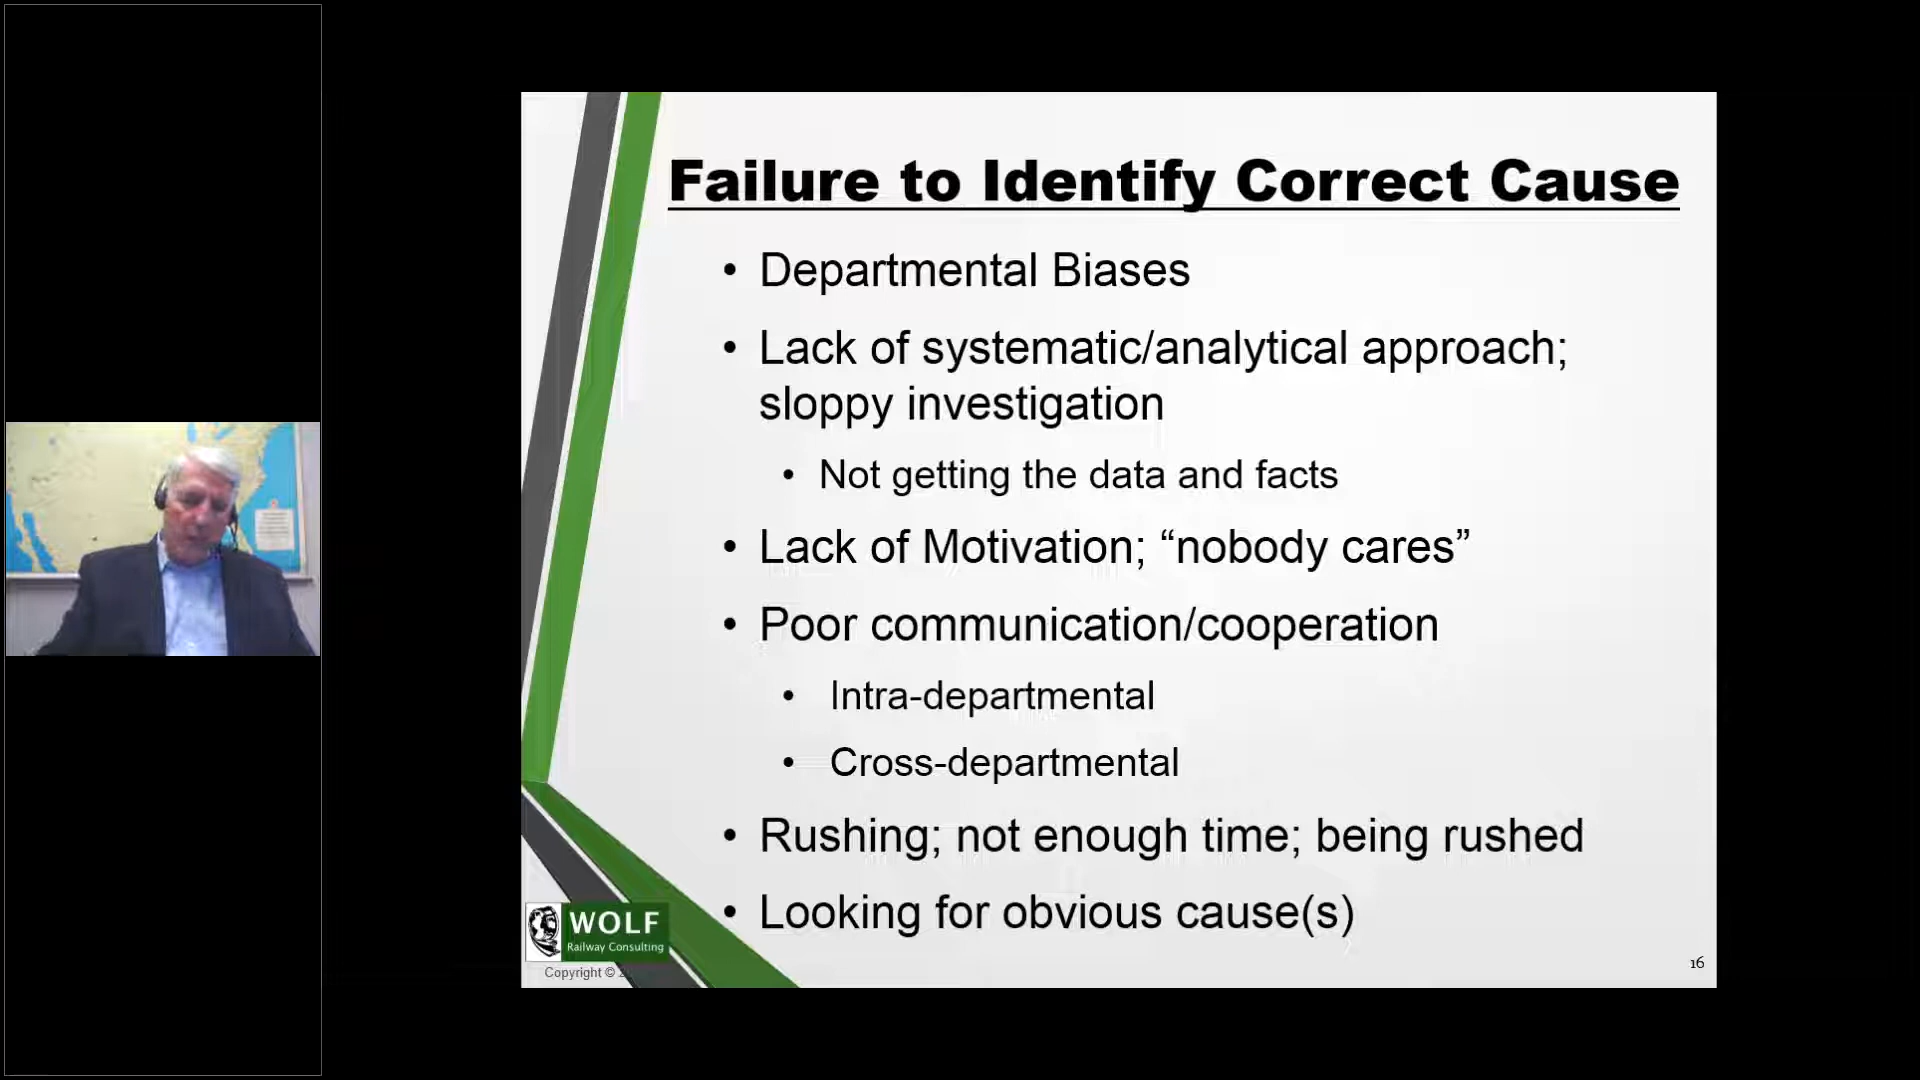 Failure to Identify Correct Cause
• Departmental Biases
• Lack of systematic/analytical approach;
sloppy investigation
• Not getting the data and facts
• Lack of Motivation; “nobody cares”
• Poor communication/cooperation
• Intra-departmental
• Cross-departmental
• Rushing; not enough time; being rushed
• Looking for obvious cause(s)
WOLF
Railway Consulting
Copyright ©
16